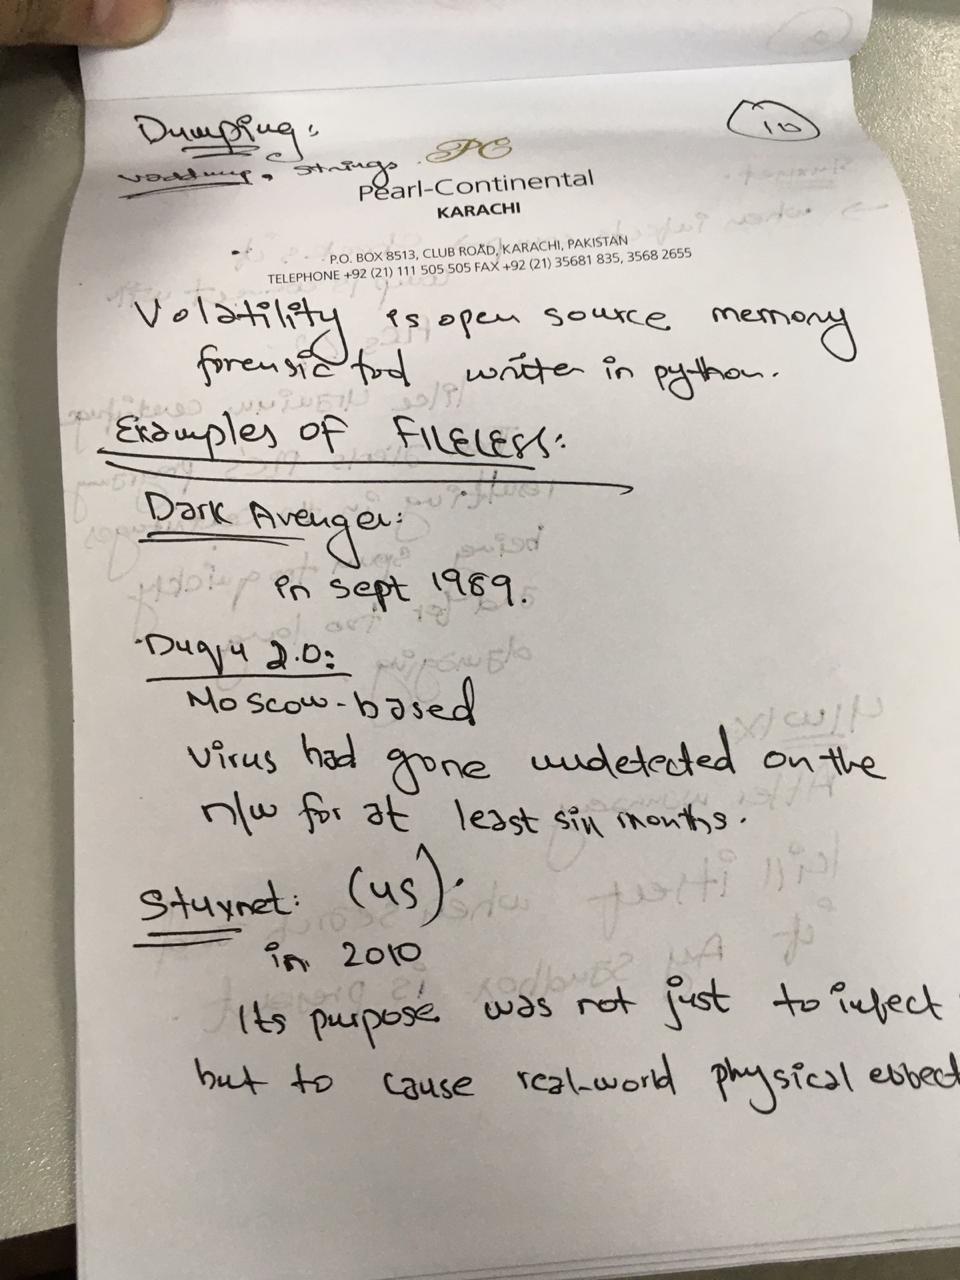 10
Dumping:
vaddump, strings.
PC
Pearl-Continental
KARACHI
P.O. BOX 8513, CLUB ROAD, KARACHI, PAKISTAN
TELEPHONE +92 (21) 111 505 505 FAX +92 (21) 35681 835, 3568 2655
Volatility is open source memory
forensic tool written in python.
Examples of FILELESS:
Dark Avenger:
in sept 1989.
Duqu 2.0:
Moscow-based
virus had gone undetected on the
n/w for at least six months.
Stuxnet: (US).
in 2010
Its purpose was not just to infect
but to cause real-world physical effect